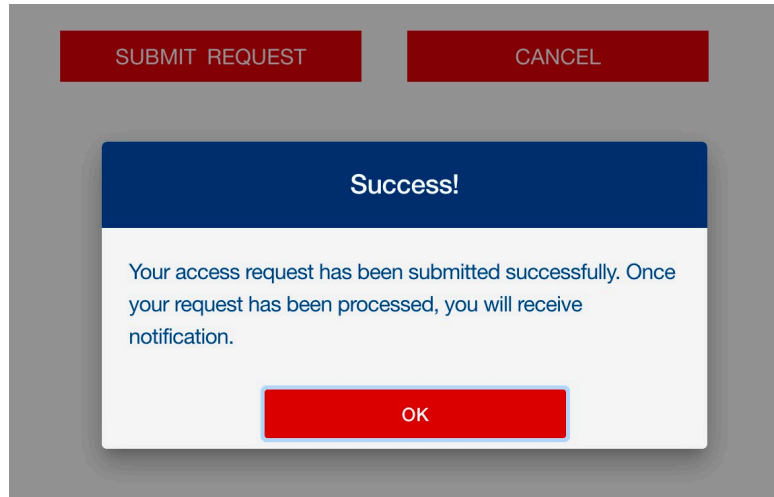 SUBMIT REQUEST
CANCEL
Success!
Your access request has been submitted successfully. Once
your request has been processed, you will receive
notification.
OK